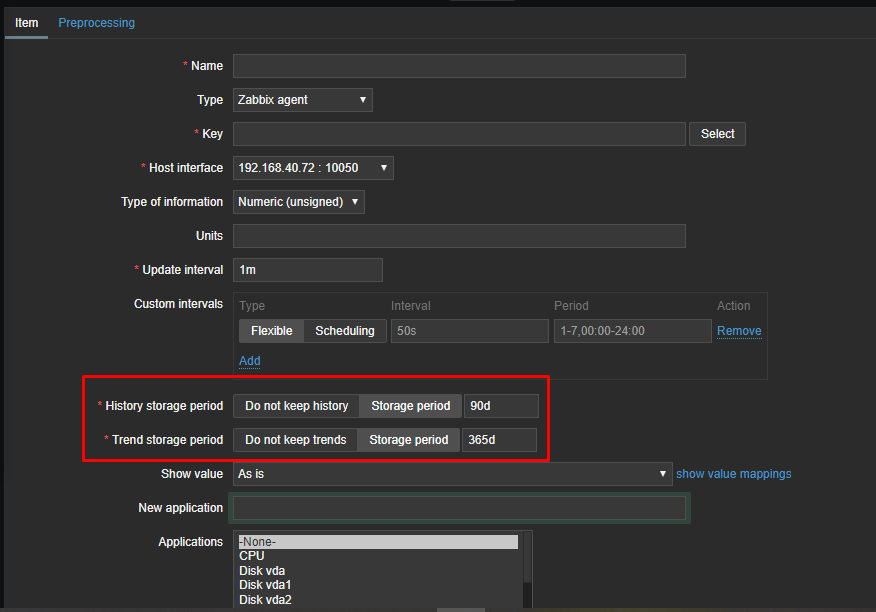 Item Preprocessing
* Name
Type Zabbix agent
* Key Select
* Host interface 192.168.40.72 : 10050
Type of information Numeric (unsigned)
Units
* Update interval 1m
Custom intervals Type Interval Period Action
Flexible Scheduling 50s 1-7,00:00-24:00 Remove
Add
* History storage period Do not keep history Storage period 90d
* Trend storage period Do not keep trends Storage period 365d
Show value As is show value mappings
New application
Applications -None-
CPU
Disk vda
Disk vda1
Disk vda2